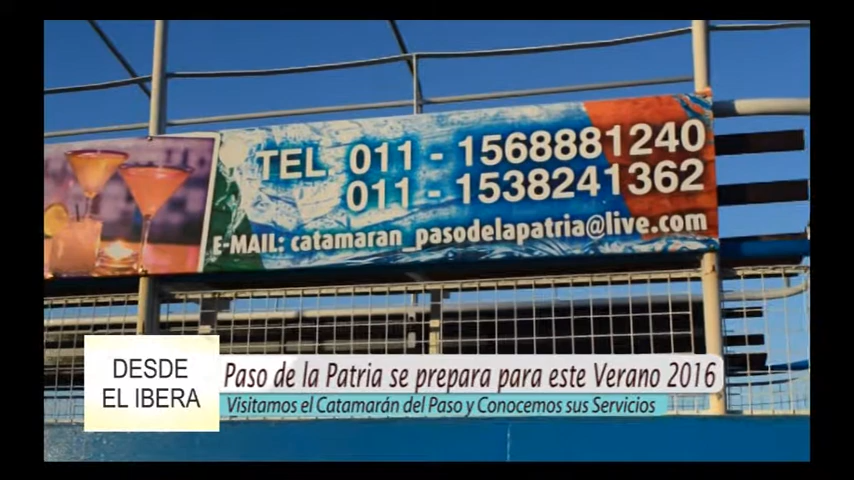 TEL 011 - 1568881240
011 - 1538241362
E-MAIL: catamaran_pasodelapatria@live.com
DESDE
EL IBERA
Paso de la Patria se prepara para este Verano 2016
Visitamos el Catamarán del Paso y Conocemos sus Servicios